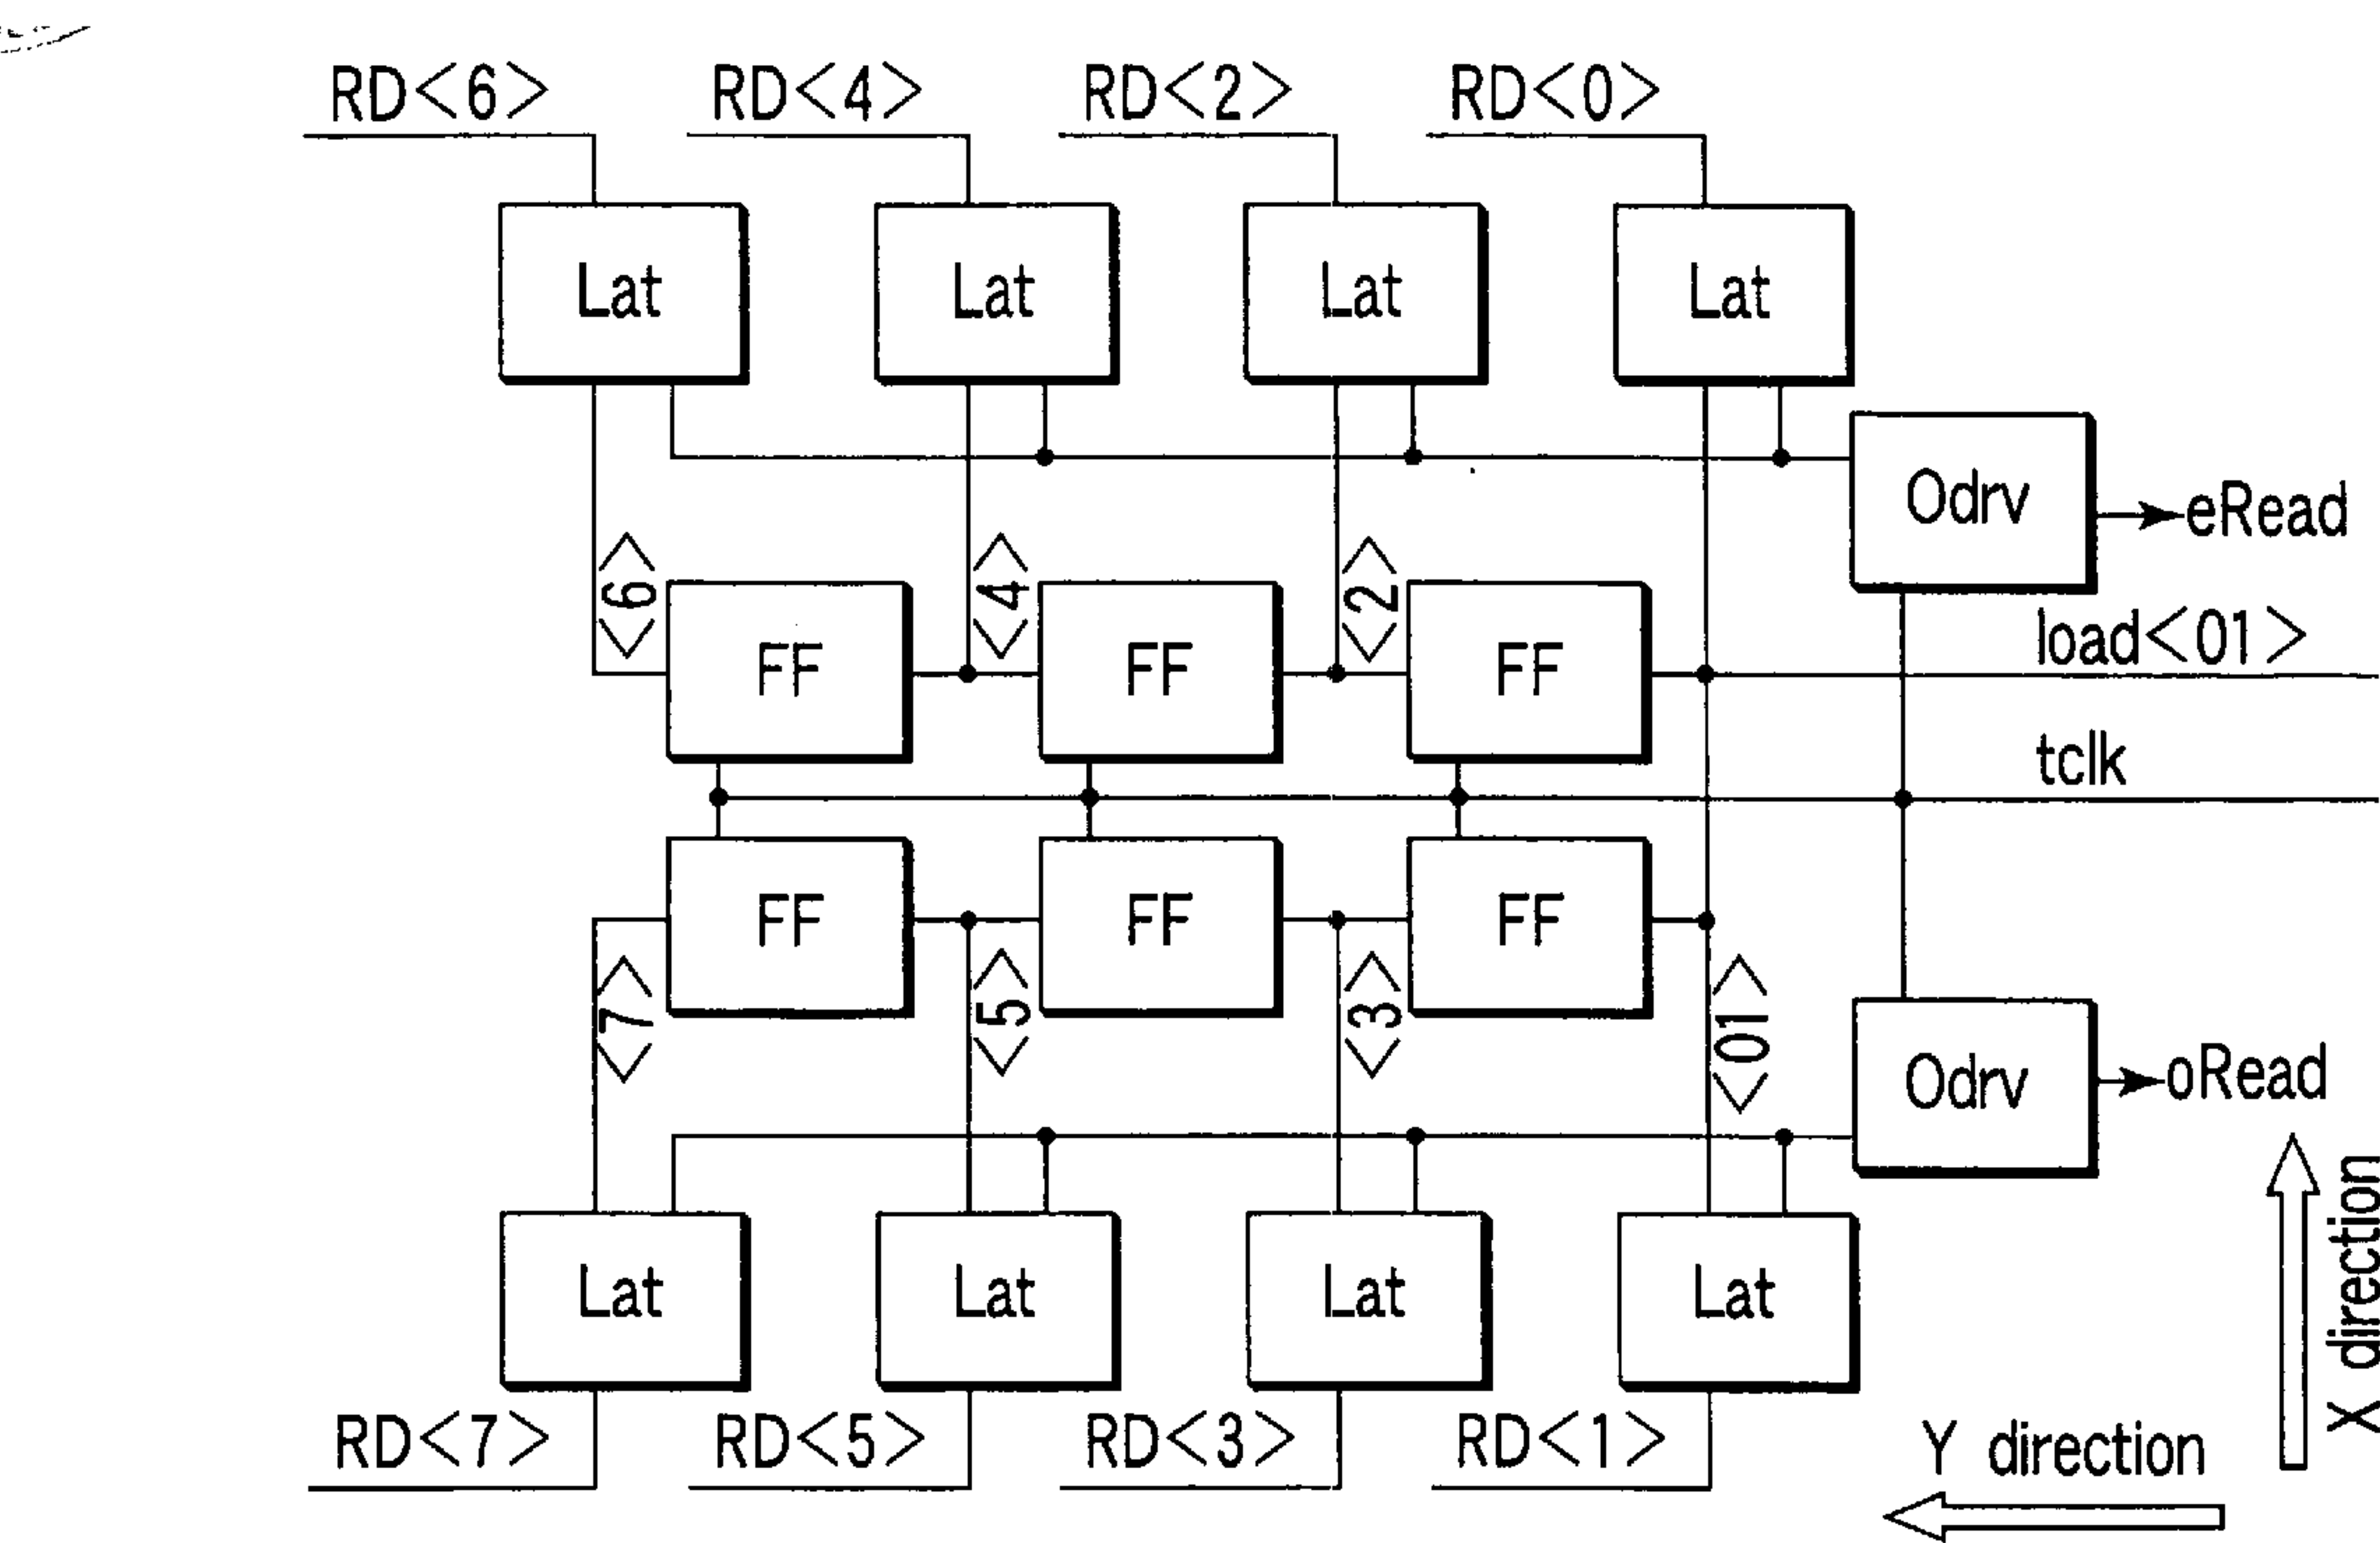 RD<6> RD<4> RD<2> RD<0>
Lat Lat Lat Lat
Odrv
eRead
<6> <4> <2>
load<01>
FF FF FF
tclk
FF FF FF
<7> <5> <3> <01>
Odrv
oRead
Lat Lat Lat Lat
RD<7> RD<5> RD<3> RD<1>
Y direction
X direction